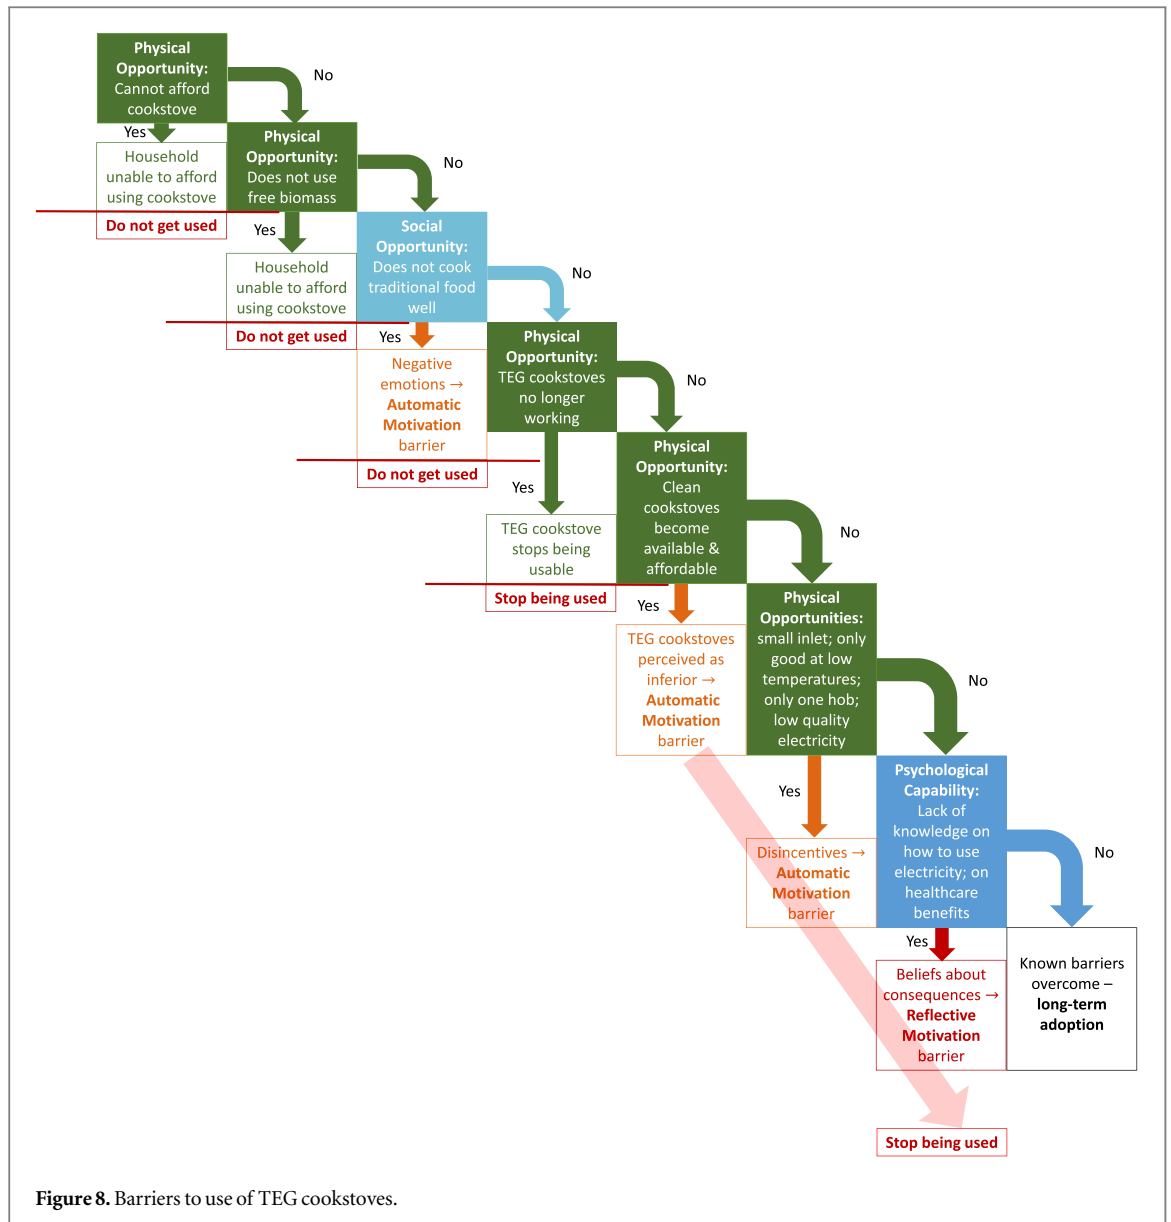 Physical
Opportunity:
Cannot afford
cookstove
No
Yes
Household
unable to afford
using cookstove
Do not get used
Physical
Opportunity:
Does not use
free biomass
No
Yes
Household
unable to afford
using cookstove
Do not get used
Social
Opportunity:
Does not cook
traditional food
well
No
Yes
Negative
emotions →
Automatic
Motivation
barrier
Do not get used
Physical
Opportunity:
TEG cookstoves
no longer
working
No
Yes
TEG cookstove
stops being
usable
Stop being used
Physical
Opportunity:
Clean
cookstoves
become
available &
affordable
No
Yes
TEG cookstoves
perceived as
inferior →
Automatic
Motivation
barrier
Physical
Opportunities:
small inlet; only
good at low
temperatures;
only one hob;
low quality
electricity
No
Yes
Disincentives →
Automatic
Motivation
barrier
Psychological
Capability:
Lack of
knowledge on
how to use
electricity; on
healthcare
benefits
No
Yes
Beliefs about
consequences →
Reflective
Motivation
barrier
Known barriers
overcome –
long-term
adoption
Stop being used
Figure 8. Barriers to use of TEG cookstoves.